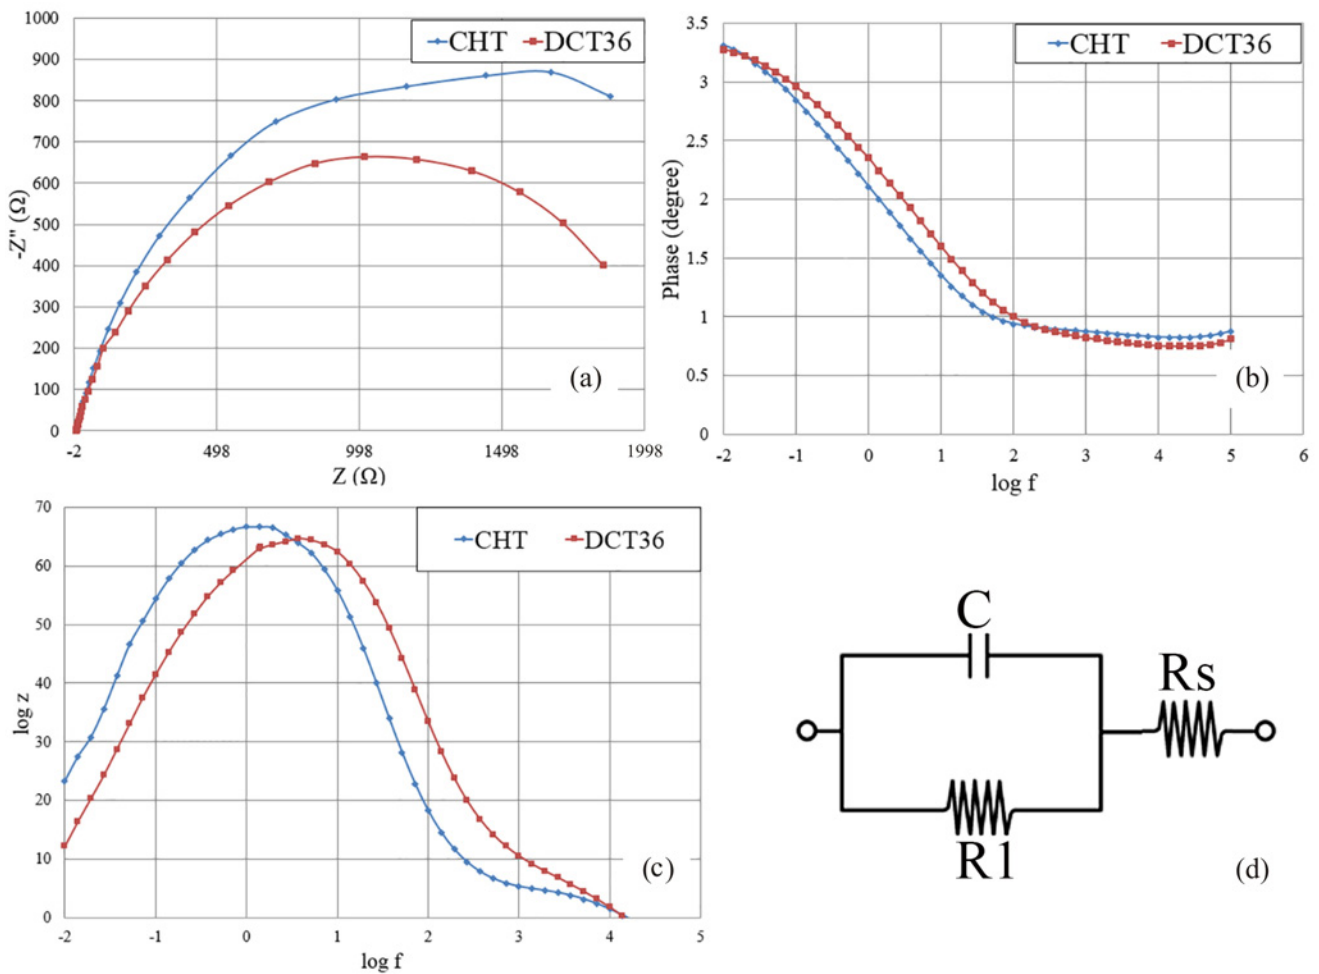 1000
900
800
700
600
500
400
300
200
100
0
-Z" (Ω)
CHT DCT36
(a)
-2 498 998 1498 1998
Z (Ω)
3.5
3
2.5
2
1.5
1
0.5
0
Phase (degree)
CHT DCT36
(b)
-2 -1 0 1 2 3 4 5 6
log f
70
60
50
40
30
20
10
0
log z
CHT DCT36
(c)
-2 -1 0 1 2 3 4 5
log f
C
Rs
R1
(d)